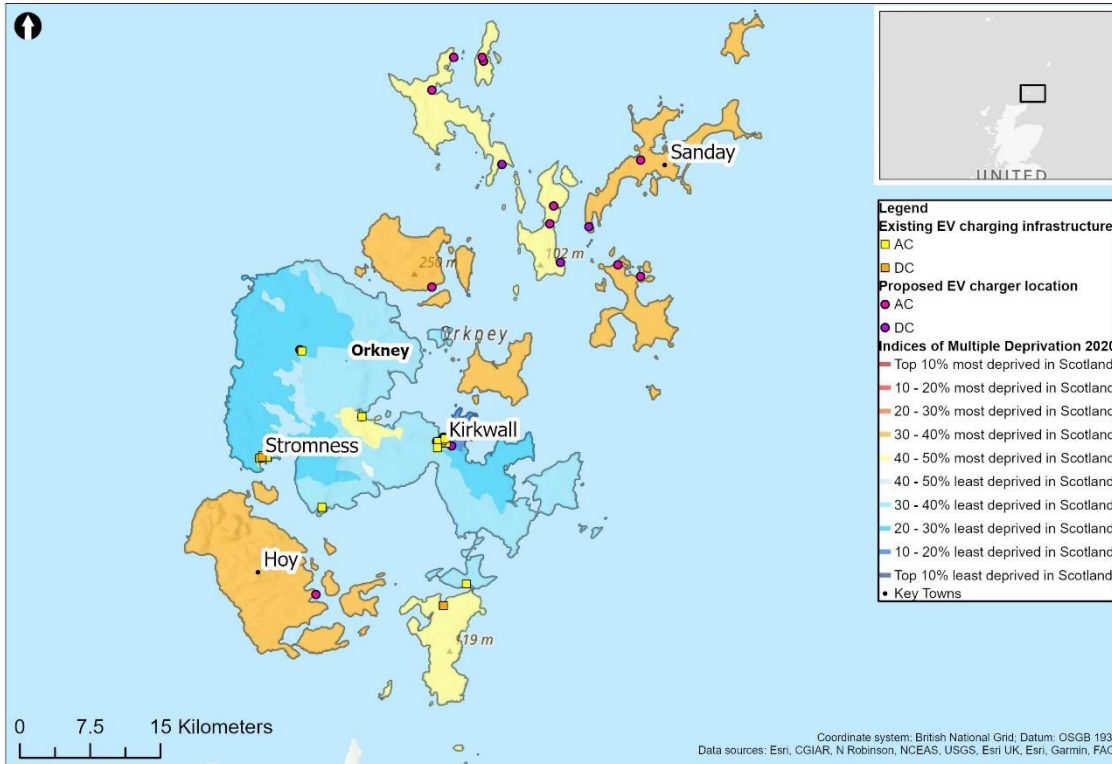 Sanday
102 m
250 m
Orkney
Orkney
Kirkwall
Stromness
Hoy
119 m
0 7.5 15 Kilometers
UNITED
Legend
Existing EV charging infrastructure
AC
DC
Proposed EV charger location
AC
DC
Indices of Multiple Deprivation 2020
Top 10% most deprived in Scotland
10 - 20% most deprived in Scotland
20 - 30% most deprived in Scotland
30 - 40% most deprived in Scotland
40 - 50% most deprived in Scotland
40 - 50% least deprived in Scotland
30 - 40% least deprived in Scotland
20 - 30% least deprived in Scotland
10 - 20% least deprived in Scotland
Top 10% least deprived in Scotland
Key Towns
Coordinate system: British National Grid; Datum: OSGB 193
Data sources: Esri, CGIAR, N Robinson, NCEAS, USGS, Esri UK, Esri, Garmin, FAO